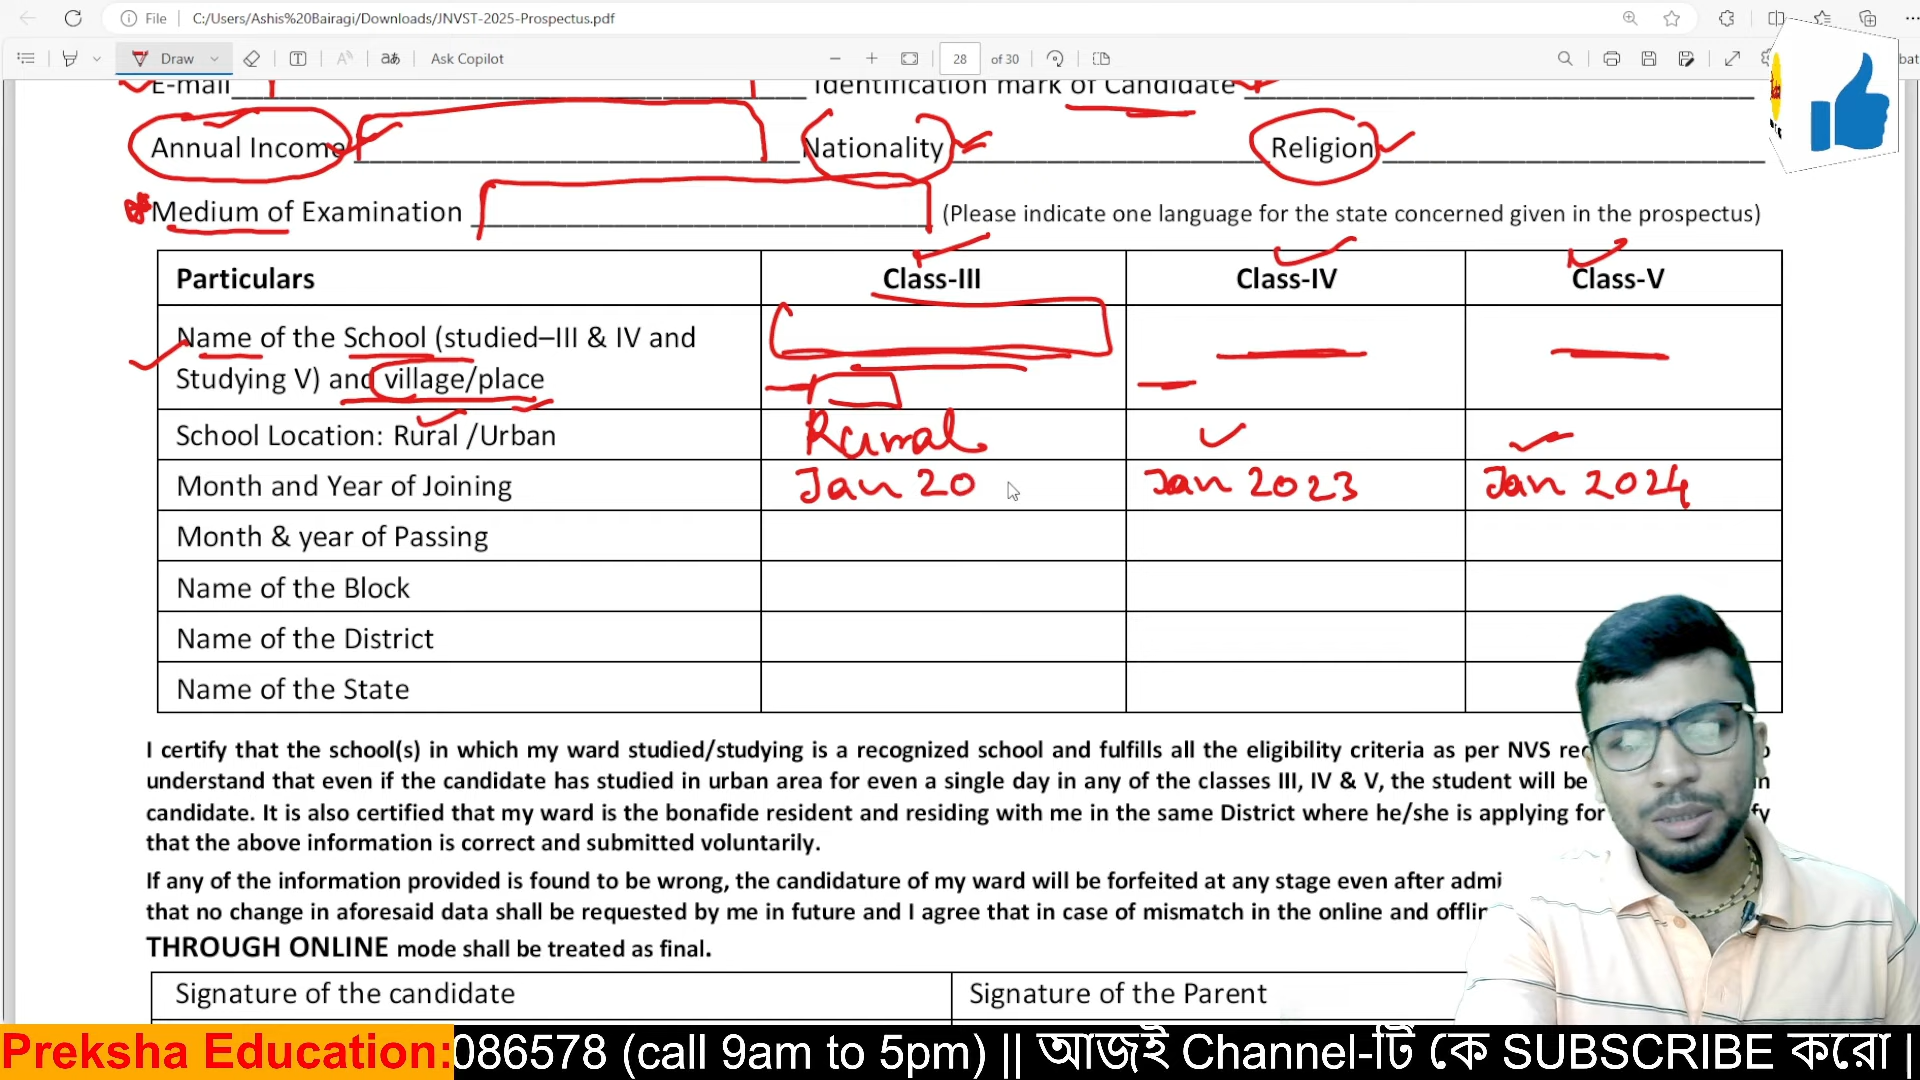 File | C:/Users/Ashis%20Bairagi/Downloads/JNVST-2025-Prospectus.pdf
Draw aあ Ask Copilot 28 of 30
E-mail Identification mark of Candidate
Annual Income Nationality Religion
Medium of Examination (Please indicate one language for the state concerned given in the prospectus)
Particulars Class-III Class-IV Class-V
Name of the School (studied–III & IV and
Studying V) and village/place
School Location: Rural /Urban Rural
Month and Year of Joining Jan 20 Jan 2023 Jan 2024
Month & year of Passing
Name of the Block
Name of the District
Name of the State
I certify that the school(s) in which my ward studied/studying is a recognized school and fulfills all the eligibility criteria as per NVS
understand that even if the candidate has studied in urban area for even a single day in any of the classes III, IV & V, the student will be
candidate. It is also certified that my ward is the bonafide resident and residing with me in the same District where he/she is applying for
that the above information is correct and submitted voluntarily.
If any of the information provided is found to be wrong, the candidature of my ward will be forfeited at any stage even after admi
that no change in aforesaid data shall be requested by me in future and I agree that in case of mismatch in the online and offlin
THROUGH ONLINE mode shall be treated as final.
Signature of the candidate Signature of the Parent
Preksha Education: 086578 (call 9am to 5pm) || আজই Channel-টি কে SUBSCRIBE করো |